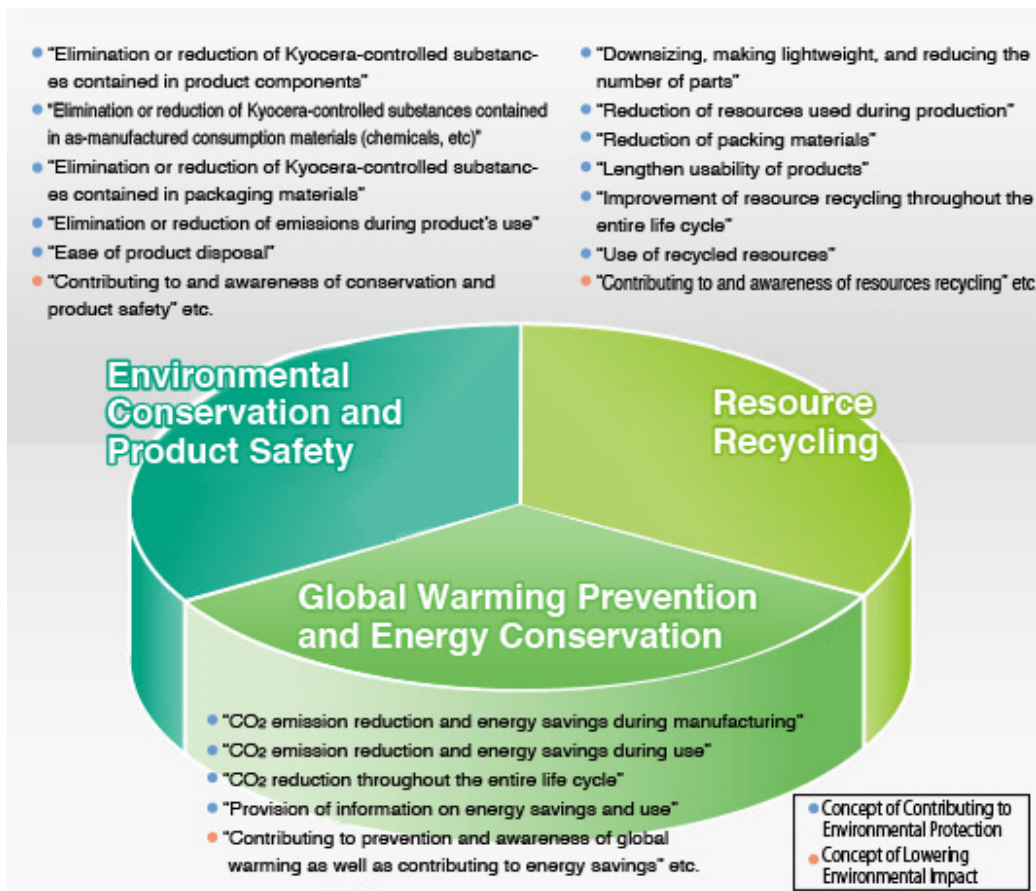 • "Elimination or reduction of Kyocera-controlled substanc-
es contained in product components"
• "Elimination or reduction of Kyocera-controlled substances contained
in as-manufactured consumption materials (chemicals, etc)"
• "Elimination or reduction of Kyocera-controlled substanc-
es contained in packaging materials"
• "Elimination or reduction of emissions during product's use"
• "Ease of product disposal"
• "Contributing to and awareness of conservation and
product safety" etc.
• "Downsizing, making lightweight, and reducing the
number of parts"
• "Reduction of resources used during production"
• "Reduction of packing materials"
• "Lengthen usability of products"
• "Improvement of resource recycling throughout the
entire life cycle"
• "Use of recycled resources"
• "Contributing to and awareness of resources recycling" etc.
Environmental
Conservation and
Product Safety
Resource
Recycling
Global Warming Prevention
and Energy Conservation
• "CO₂ emission reduction and energy savings during manufacturing"
• "CO₂ emission reduction and energy savings during use"
• "CO₂ reduction throughout the entire life cycle"
• "Provision of information on energy savings and use"
• "Contributing to prevention and awareness of global
warming as well as contributing to energy savings" etc.
• Concept of Contributing to
Environmental Protection
• Concept of Lowering
Environmental Impact